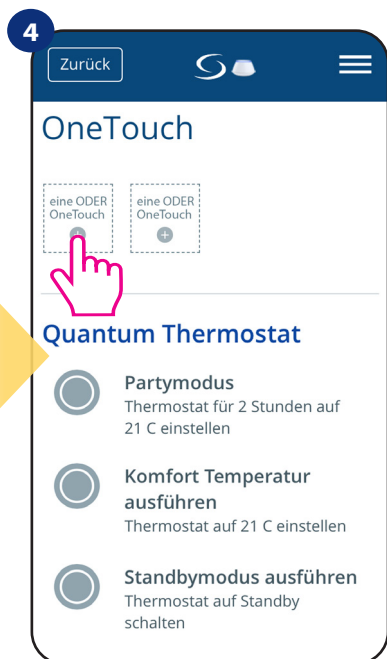 4
Zurück
OneTouch
eine ODER
OneTouch
eine ODER
OneTouch
Quantum Thermostat
Partymodus
Thermostat für 2 Stunden auf
21 C einstellen
Komfort Temperatur
ausführen
Thermostat auf 21 C einstellen
Standbymodus ausführen
Thermostat auf Standby
schalten